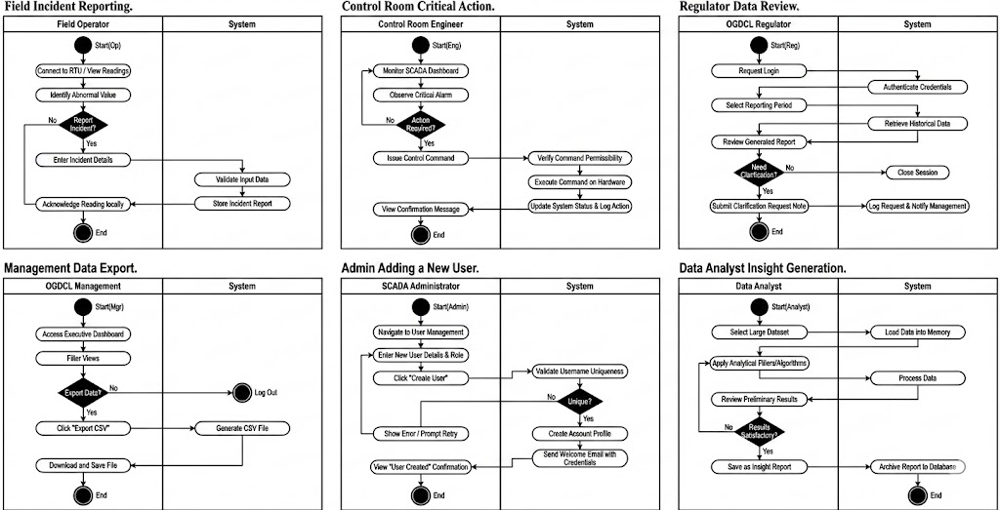 Field Incident Reporting.
Field Operator
System
Start(Op)
Connect to RTU / View Readings
Identify Abnormal Value
Report
Incident?
No
Yes
Enter Incident Details
Validate Input Data
Store Incident Report
Acknowledge Reading locally
End
Control Room Critical Action.
Control Room Engineer
System
Start(Eng)
Monitor SCADA Dashboard
Observe Critical Alarm
Action
Required?
No
Yes
Issue Control Command
Verify Command Permissibility
Execute Command on Hardware
Update System Status & Log Action
View Confirmation Message
End
Regulator Data Review.
OGDCL Regulator
System
Start(Reg)
Request Login
Authenticate Credentials
Select Reporting Period
Retrieve Historical Data
Review Generated Report
Need
Clarification?
No
Close Session
Yes
Submit Clarification Request Note
Log Request & Notify Management
End
Management Data Export.
OGDCL Management
System
Start(Mgr)
Access Executive Dashboard
Filter Views
Export Data?
No
Log Out
Yes
Click "Export CSV"
Generate CSV File
Download and Save File
End
Admin Adding a New User.
SCADA Administrator
System
Start(Admin)
Navigate to User Management
Enter New User Details & Role
Click "Create User"
Validate Username Uniqueness
No
Unique?
Yes
Show Error / Prompt Retry
Create Account Profile
Send Welcome Email with
Credentials
View "User Created" Confirmation
End
Data Analyst Insight Generation.
Data Analyst
System
Start(Analyst)
Select Large Dataset
Load Data into Memory
Apply Analytical Filters/Algorithms
Process Data
Review Preliminary Results
No
Results
Satisfactory?
Yes
Save as Insight Report
Archive Report to Database
End